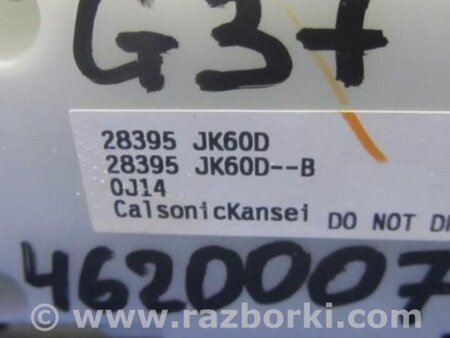 G37
28395 JK60D
28395 JK60D--B
0J14
CalsonicKansei DO NOT
4620007
www.razborki.com